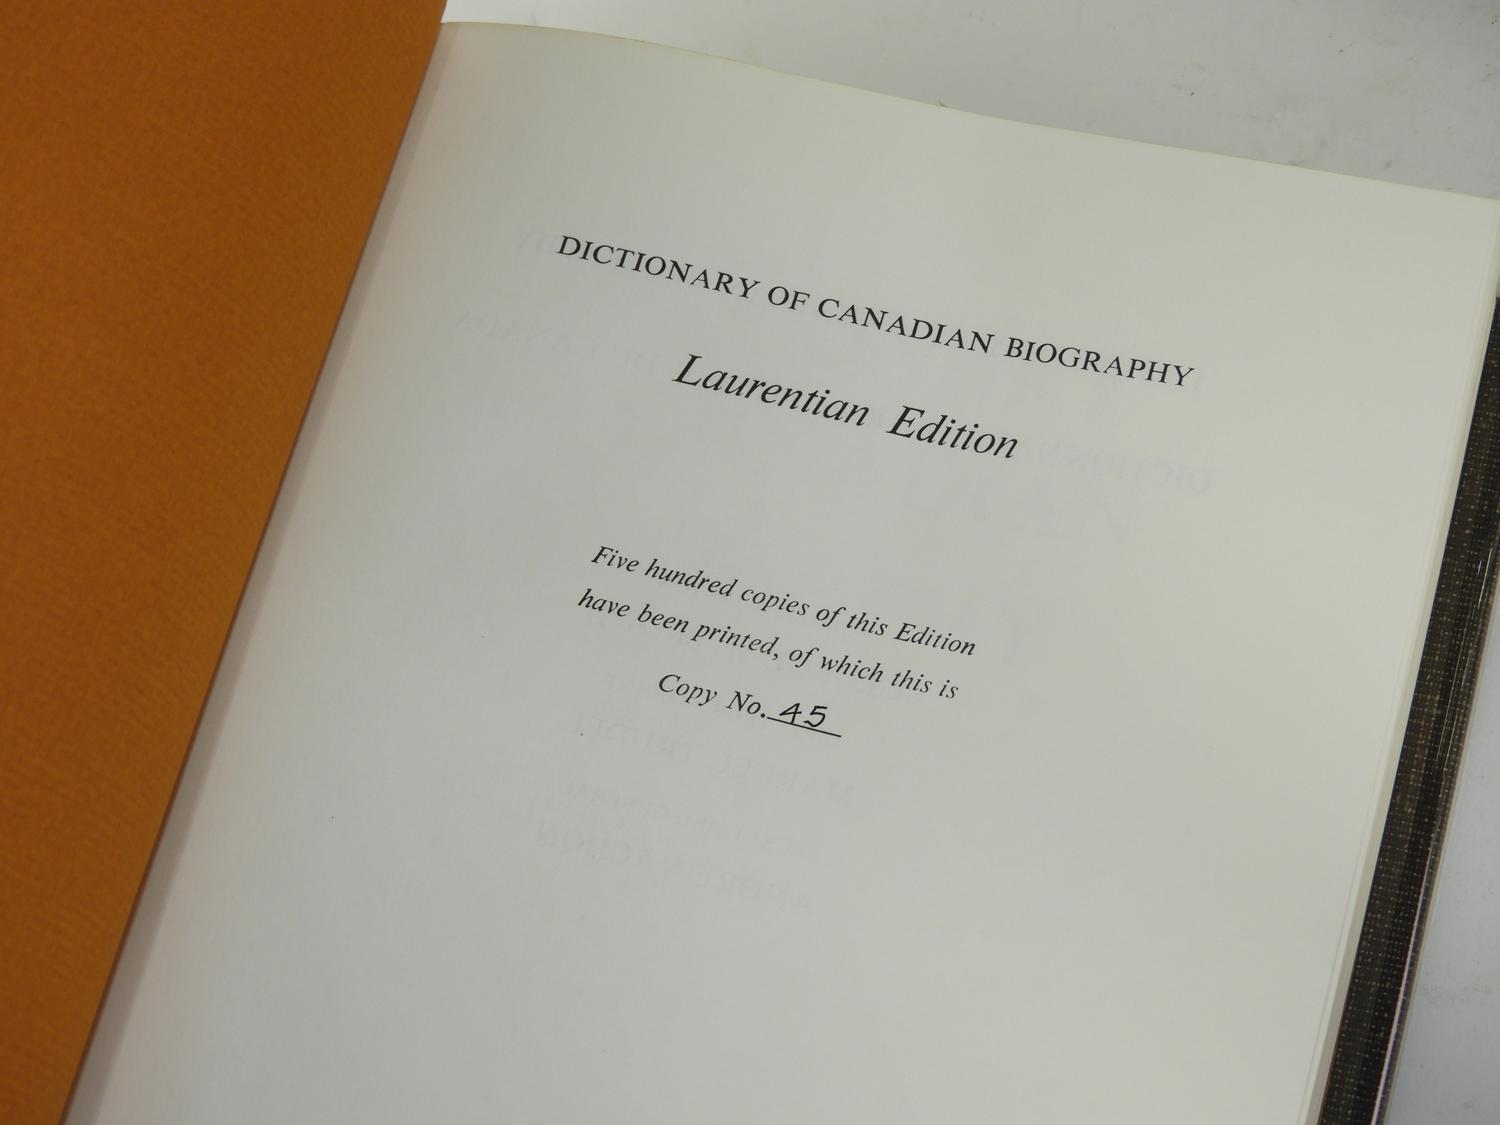 DICTIONARY OF CANADIAN BIOGRAPHY
Laurentian Edition
Five hundred copies of this Edition
have been printed, of which this is
Copy No. 45